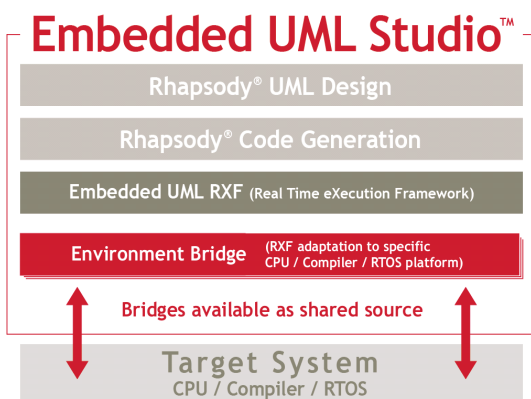 Embedded UML Studio™
Rhapsody® UML Design
Rhapsody® Code Generation
Embedded UML RXF (Real Time eXecution Framework)
Environment Bridge (RXF adaptation to specific
CPU / Compiler / RTOS platform)
Bridges available as shared source
Target System
CPU / Compiler / RTOS